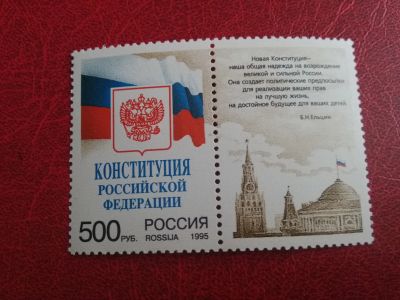 КОНСТИТУЦИЯ
РОССИЙСКОЙ
ФЕДЕРАЦИИ
500 РУБ.
РОССИЯ
ROSSIJA 1995
Новая Конституция–
наша общая надежда на возрождение
великой и сильной России.
Она создает политические предпосылки
для реализации ваших прав
на лучшую жизнь,
на достойное будущее для ваших детей.
Б.Н.Ельцин